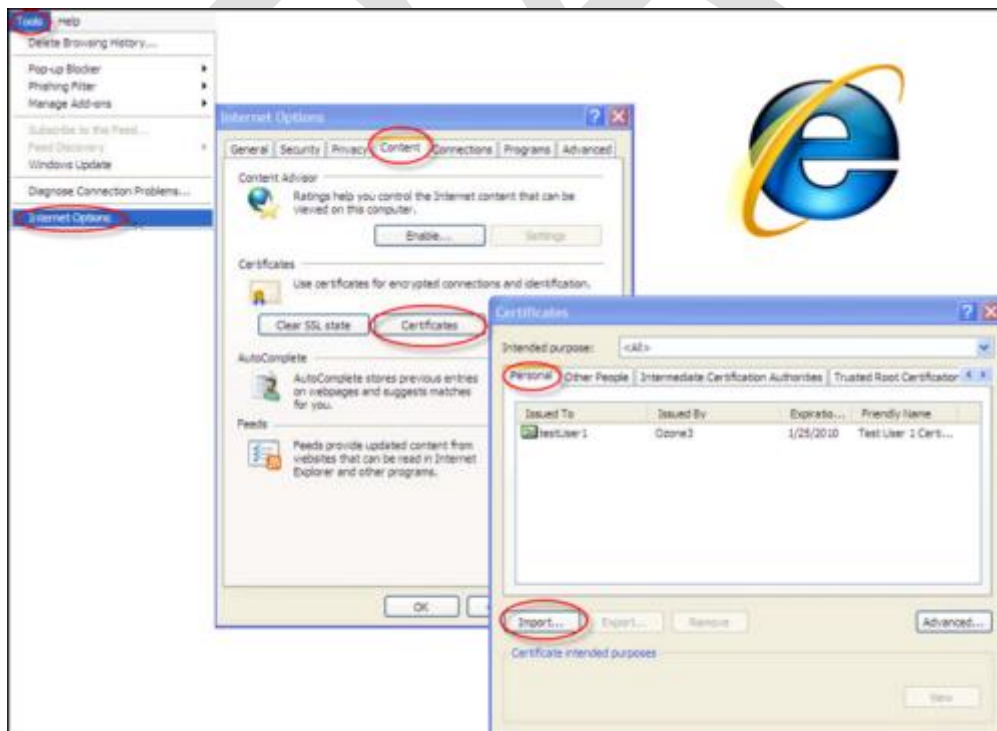 Tools Help
Delete Browsing History...
Pop-up Blocker
Phishing Filter
Manage Add-ons
Subscribe to the Feed...
Feed Discovery
Windows Update
Diagnose Connection Problems...
Internet Options
Internet Options
General Security Privacy Content Connections Programs Advanced
Content Advisor
Ratings help you control the Internet content that can be
viewed on this computer.
Enable... Settings
Certificates
Use certificates for encrypted connections and identification.
Clear SSL state Certificates
AutoComplete
AutoComplete stores previous entries
on webpages and suggests matches
for you.
Feeds
Feeds provide updated content from
websites that can be read in Internet
Explorer and other programs.
OK
Certificates
Intended purpose: <All>
Personal Other People Intermediate Certification Authorities Trusted Root Certification
Issued To Issued By Expiratio... Friendly Name
testUser1 Ozone3 1/25/2010 Test User 1 Certi...
Import... Export... Remove Advanced...
Certificate intended purposes
View